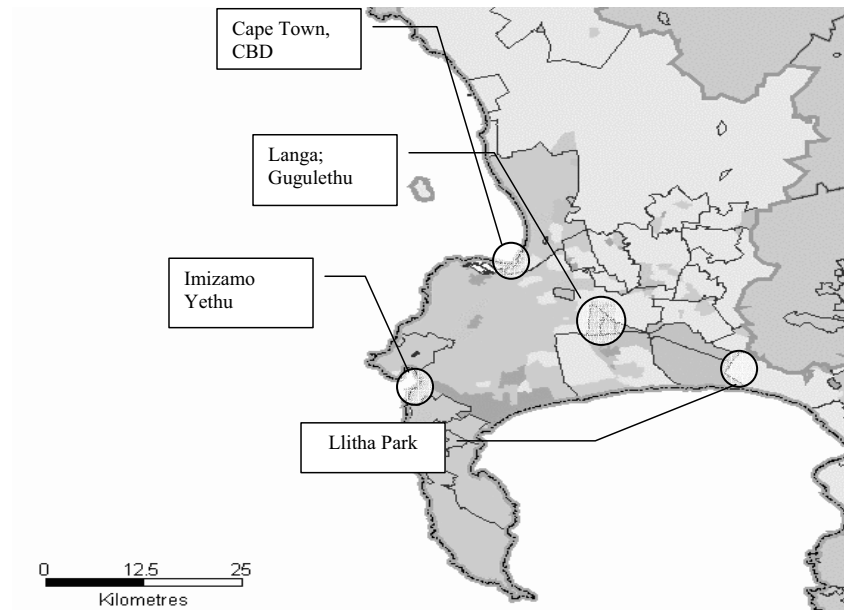 Cape Town,
CBD
Langa;
Gugulethu
Imizamo
Yethu
Llitha Park
0 12.5 25
Kilometres